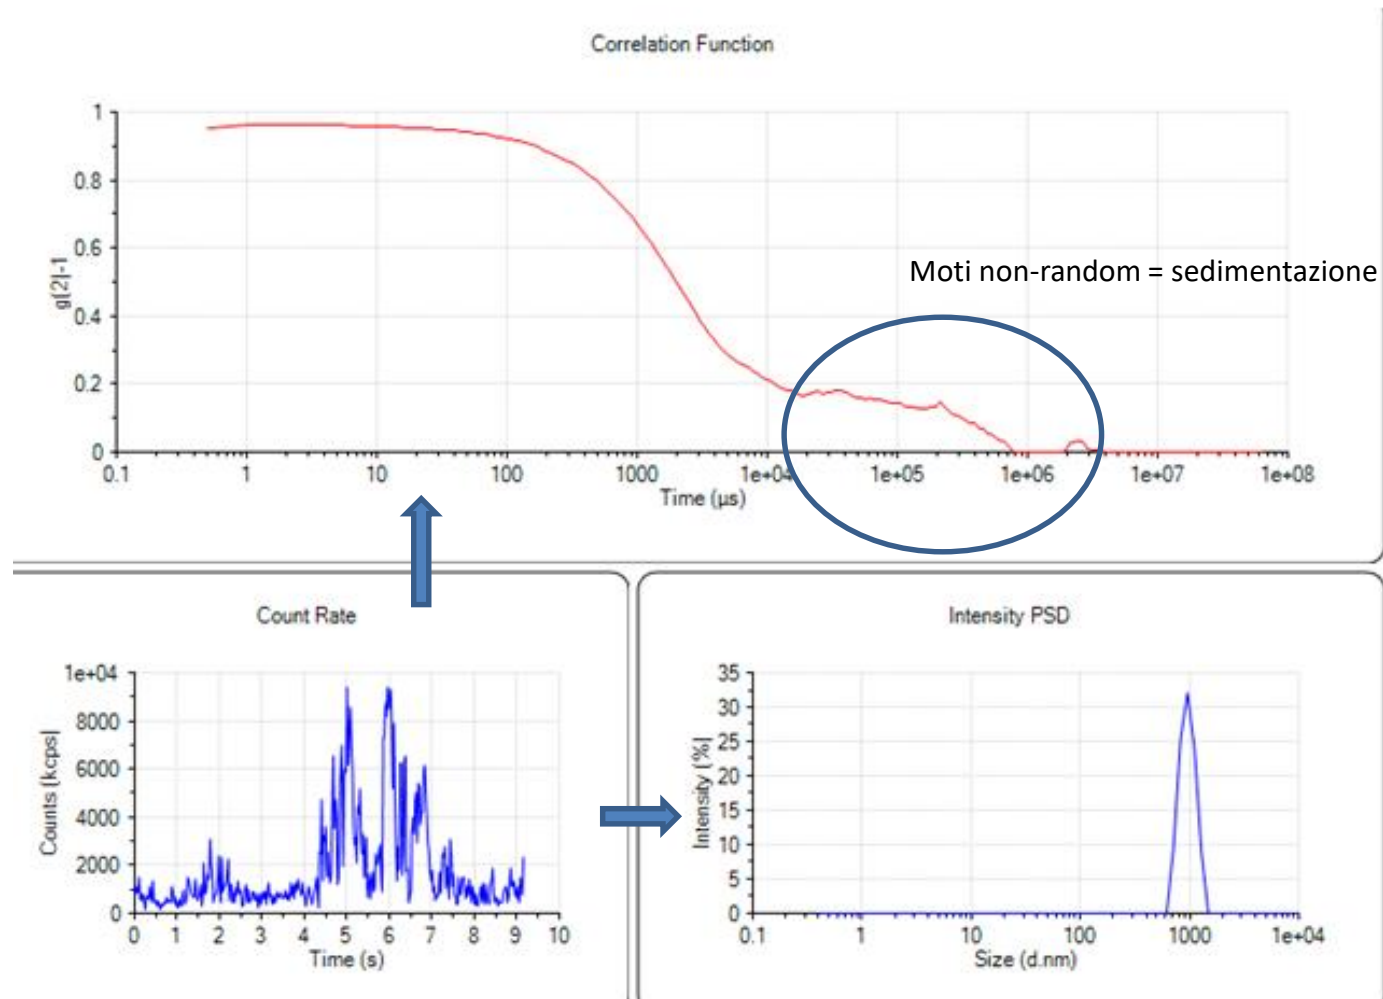 Correlation Function
1
0.8
0.6
0.4
0.2
0
g[2]-1
Moti non-random = sedimentazione
0.1 1 10 100 1000 1e+04 1e+05 1e+06 1e+07 1e+08
Time (µs)
Count Rate
1e+04
8000
6000
4000
2000
0
Counts [kcps]
0 1 2 3 4 5 6 7 8 9 10
Time (s)
Intensity PSD
35
30
25
20
15
10
5
0
Intensity [%]
0.1 1 10 100 1000 1e+04
Size (d.nm)